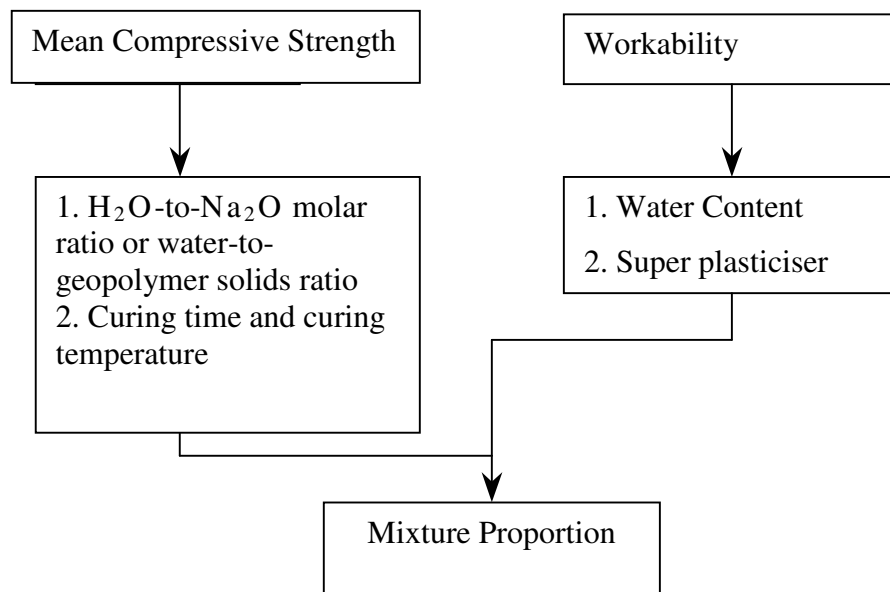 Mean Compressive Strength
Workability
1. H₂O-to-Na₂O molar
ratio or water-to-
geopolymer solids ratio
2. Curing time and curing
temperature
1. Water Content
2. Super plasticiser
Mixture Proportion